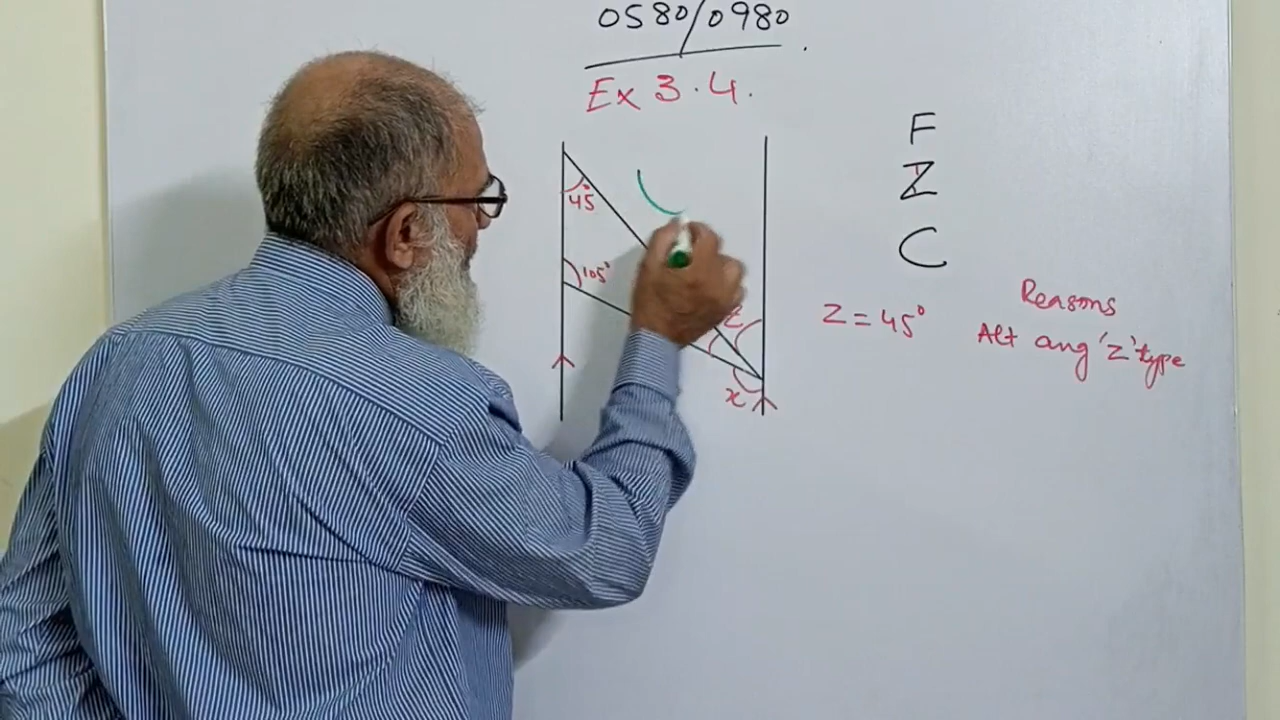 0580/0980
Ex 3.4.
F
Z
C
45°
105°
z
x
Z = 45°
Reasons
Alt ang 'Z' type